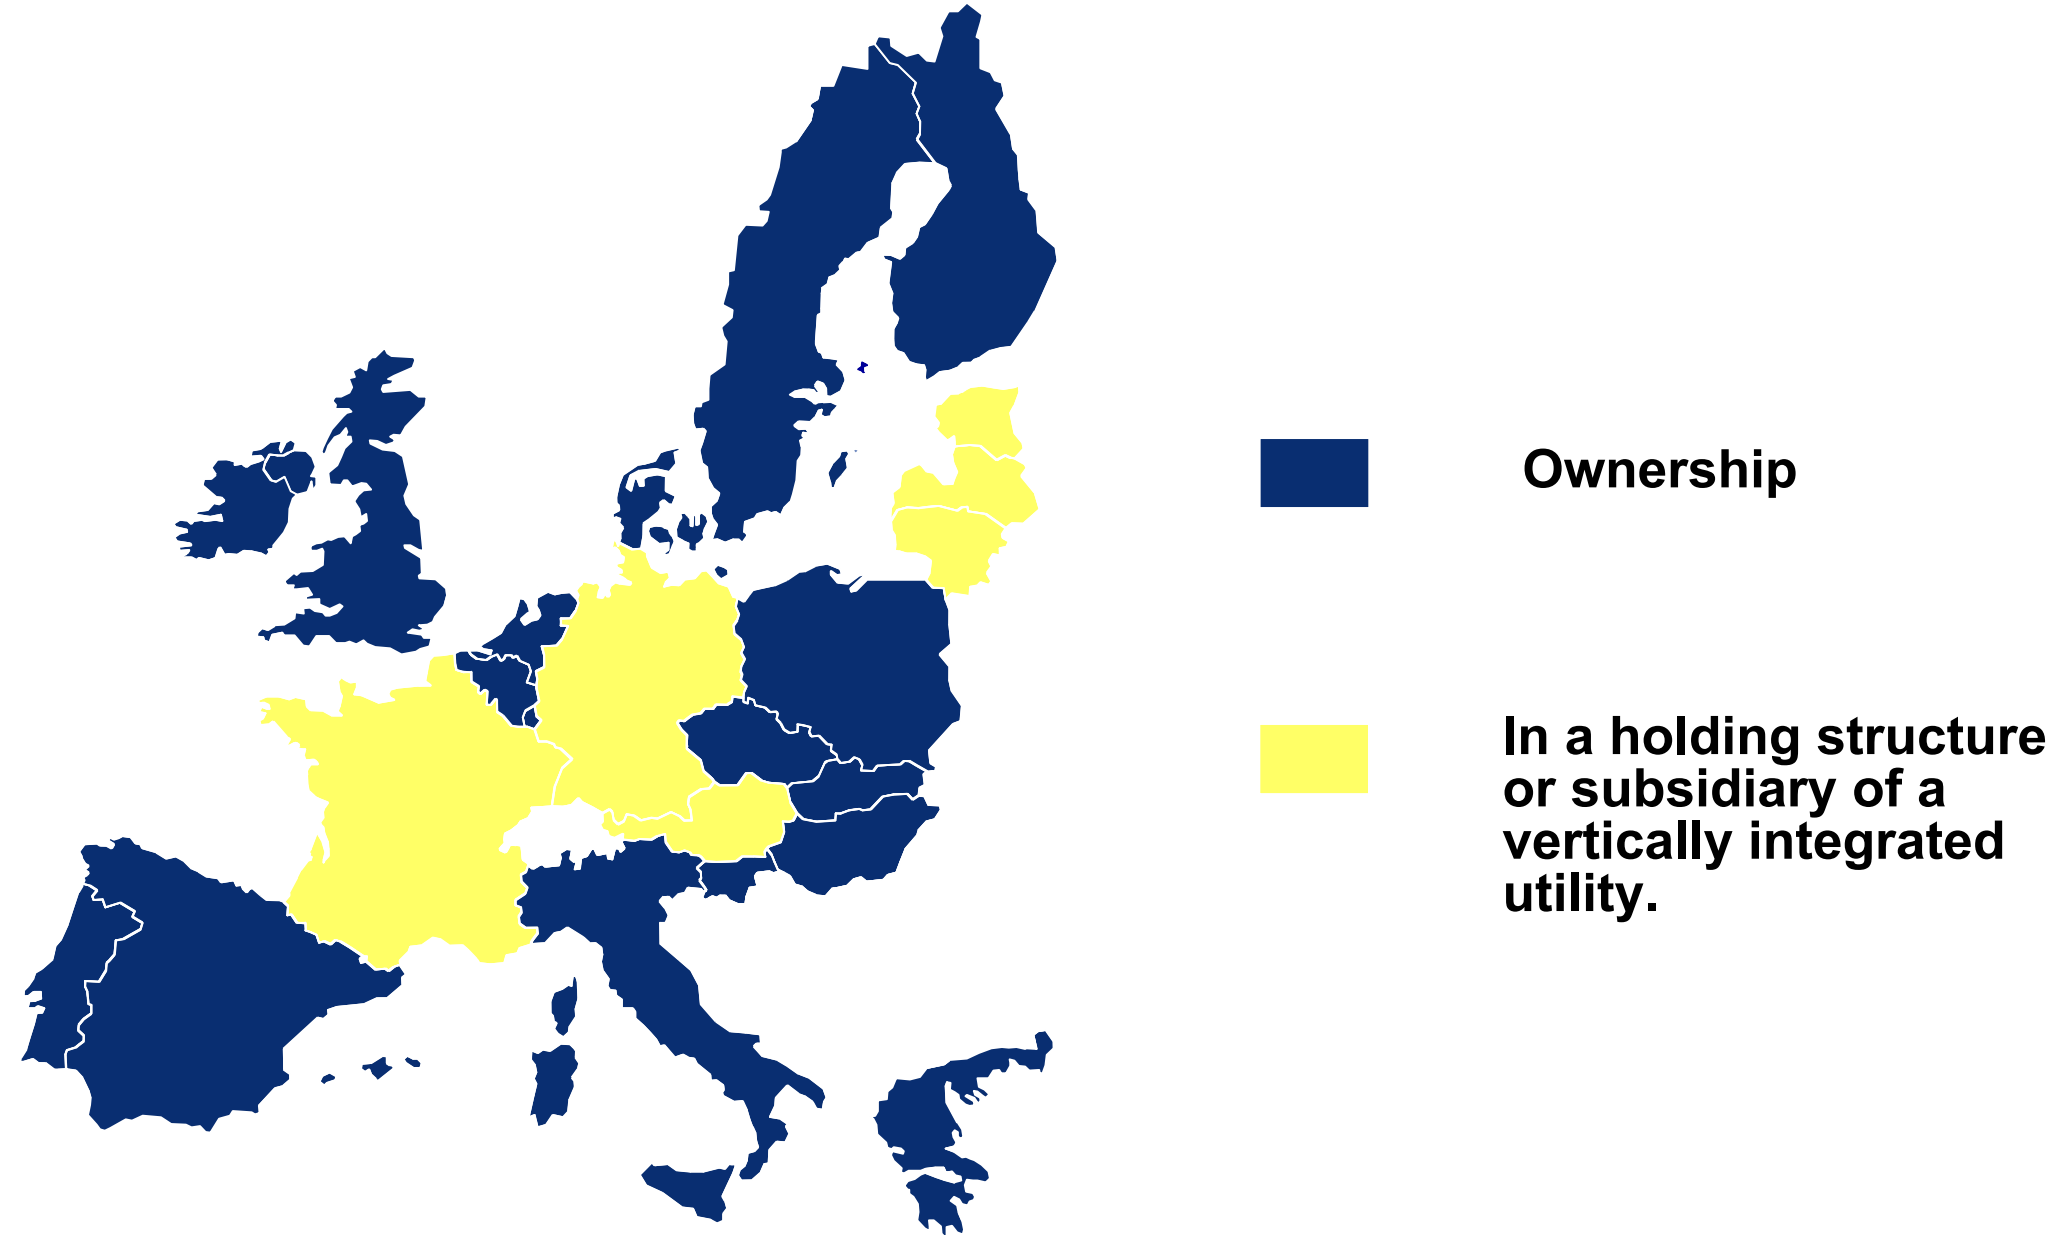 Ownership
In a holding structure
or subsidiary of a
vertically integrated
utility.